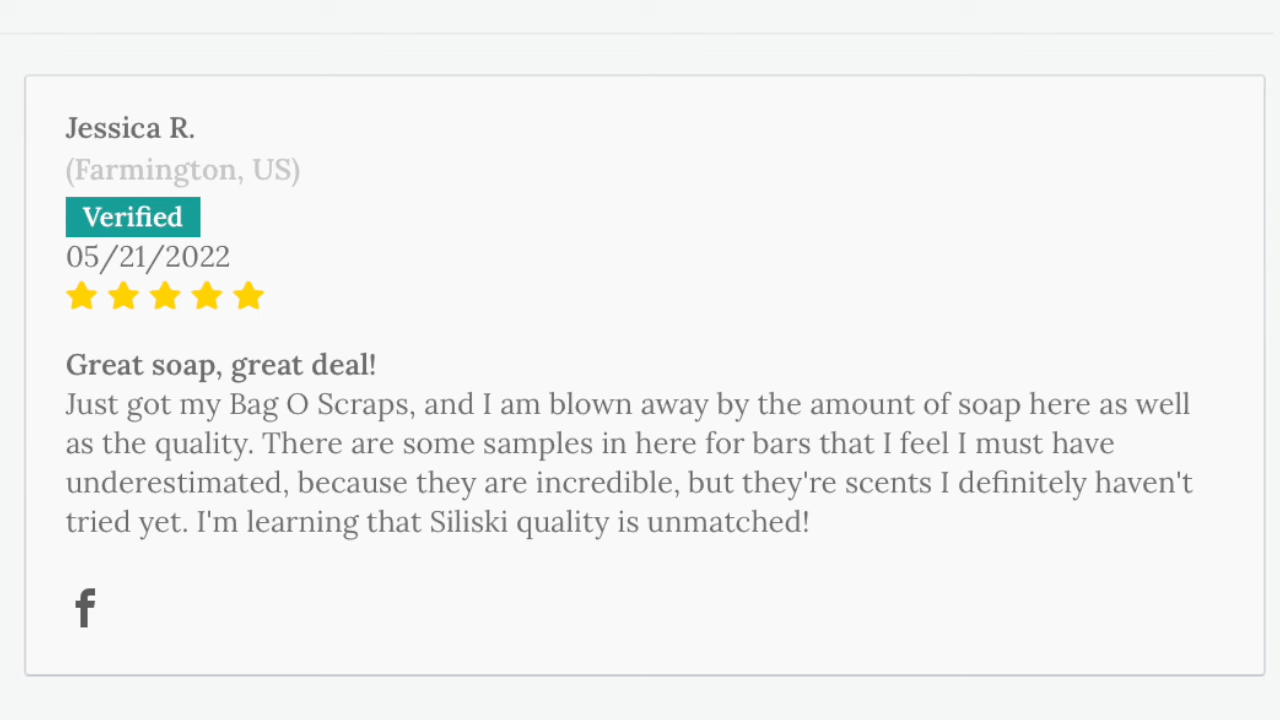 Jessica R.
(Farmington, US)
Verified
05/21/2022
Great soap, great deal!
Just got my Bag O Scraps, and I am blown away by the amount of soap here as well
as the quality. There are some samples in here for bars that I feel I must have
underestimated, because they are incredible, but they're scents I definitely haven't
tried yet. I'm learning that Siliski quality is unmatched!